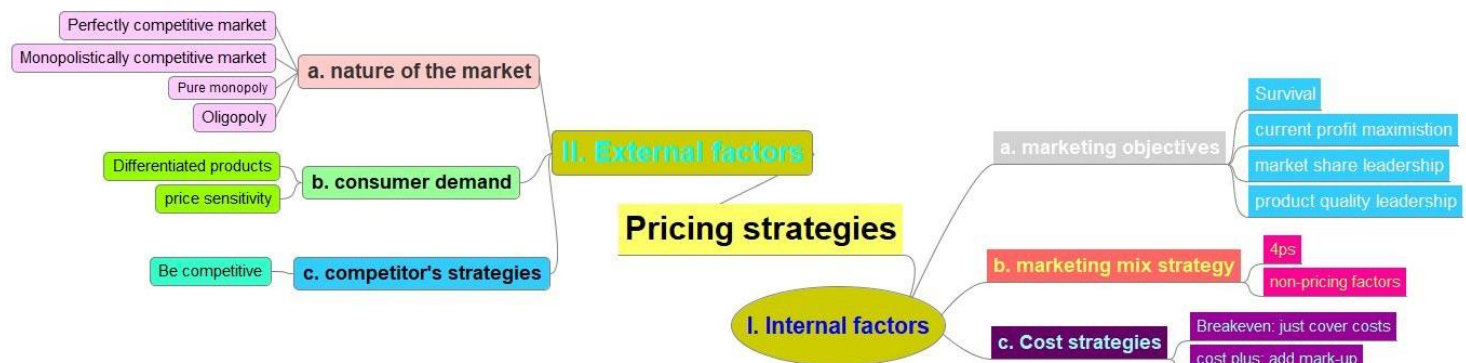 Pricing strategies
I. Internal factors
a. marketing objectives
Survival
current profit maximistion
market share leadership
product quality leadership
b. marketing mix strategy
4ps
non-pricing factors
c. Cost strategies
Breakeven: just cover costs
cost plus: add mark-up
II. External factors
a. nature of the market
Perfectly competitive market
Monopolistically competitive market
Pure monopoly
Oligopoly
b. consumer demand
Differentiated products
price sensitivity
c. competitor's strategies
Be competitive